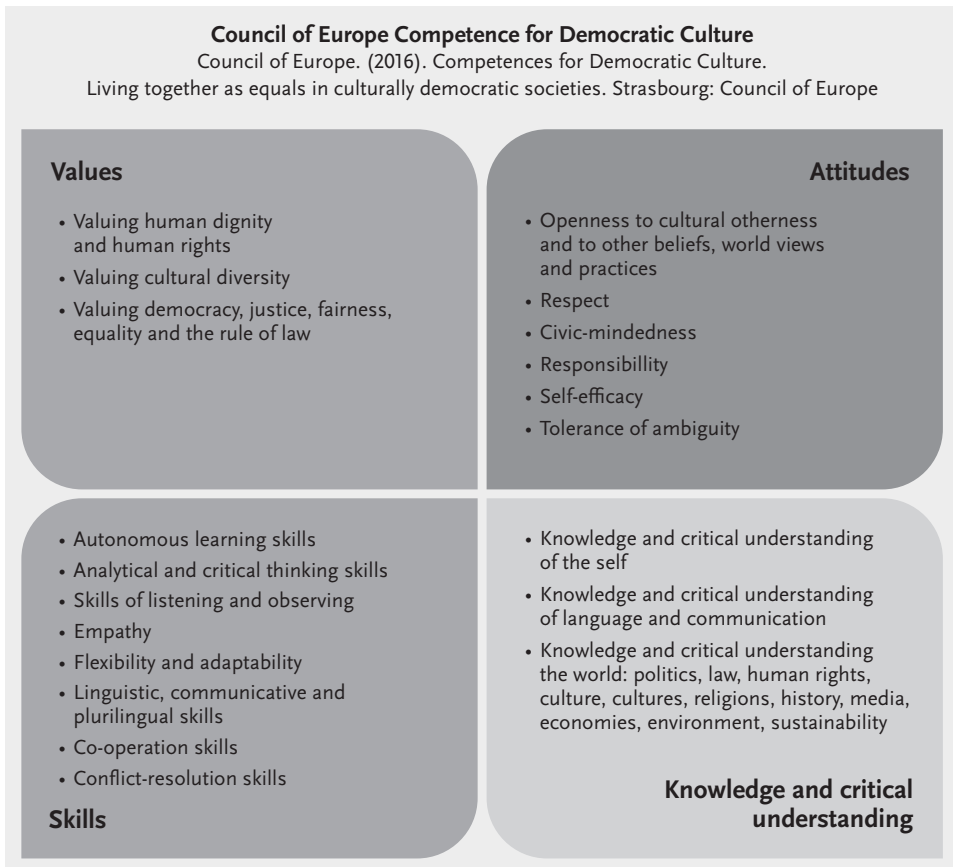 Council of Europe Competence for Democratic Culture
Council of Europe. (2016). Competences for Democratic Culture.
Living together as equals in culturally democratic societies. Strasbourg: Council of Europe
Values
• Valuing human dignity
and human rights
• Valuing cultural diversity
• Valuing democracy, justice, fairness,
equality and the rule of law
Attitudes
• Openness to cultural otherness
and to other beliefs, world views
and practices
• Respect
• Civic-mindedness
• Responsibillity
• Self-efficacy
• Tolerance of ambiguity
• Autonomous learning skills
• Analytical and critical thinking skills
• Skills of listening and observing
• Empathy
• Flexibility and adaptability
• Linguistic, communicative and
plurilingual skills
• Co-operation skills
• Conflict-resolution skills
Skills
• Knowledge and critical understanding
of the self
• Knowledge and critical understanding
of language and communication
• Knowledge and critical understanding
the world: politics, law, human rights,
culture, cultures, religions, history, media,
economies, environment, sustainability
Knowledge and critical
understanding